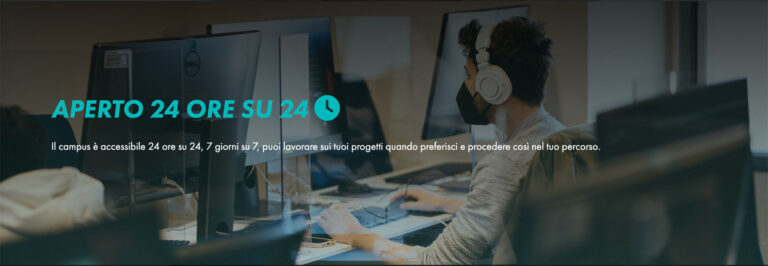 APERTO 24 ORE SU 24
Il campus è accessibile 24 ore su 24, 7 giorni su 7, puoi lavorare sui tuoi progetti quando preferisci e procedere così nel tuo percorso.
DELL